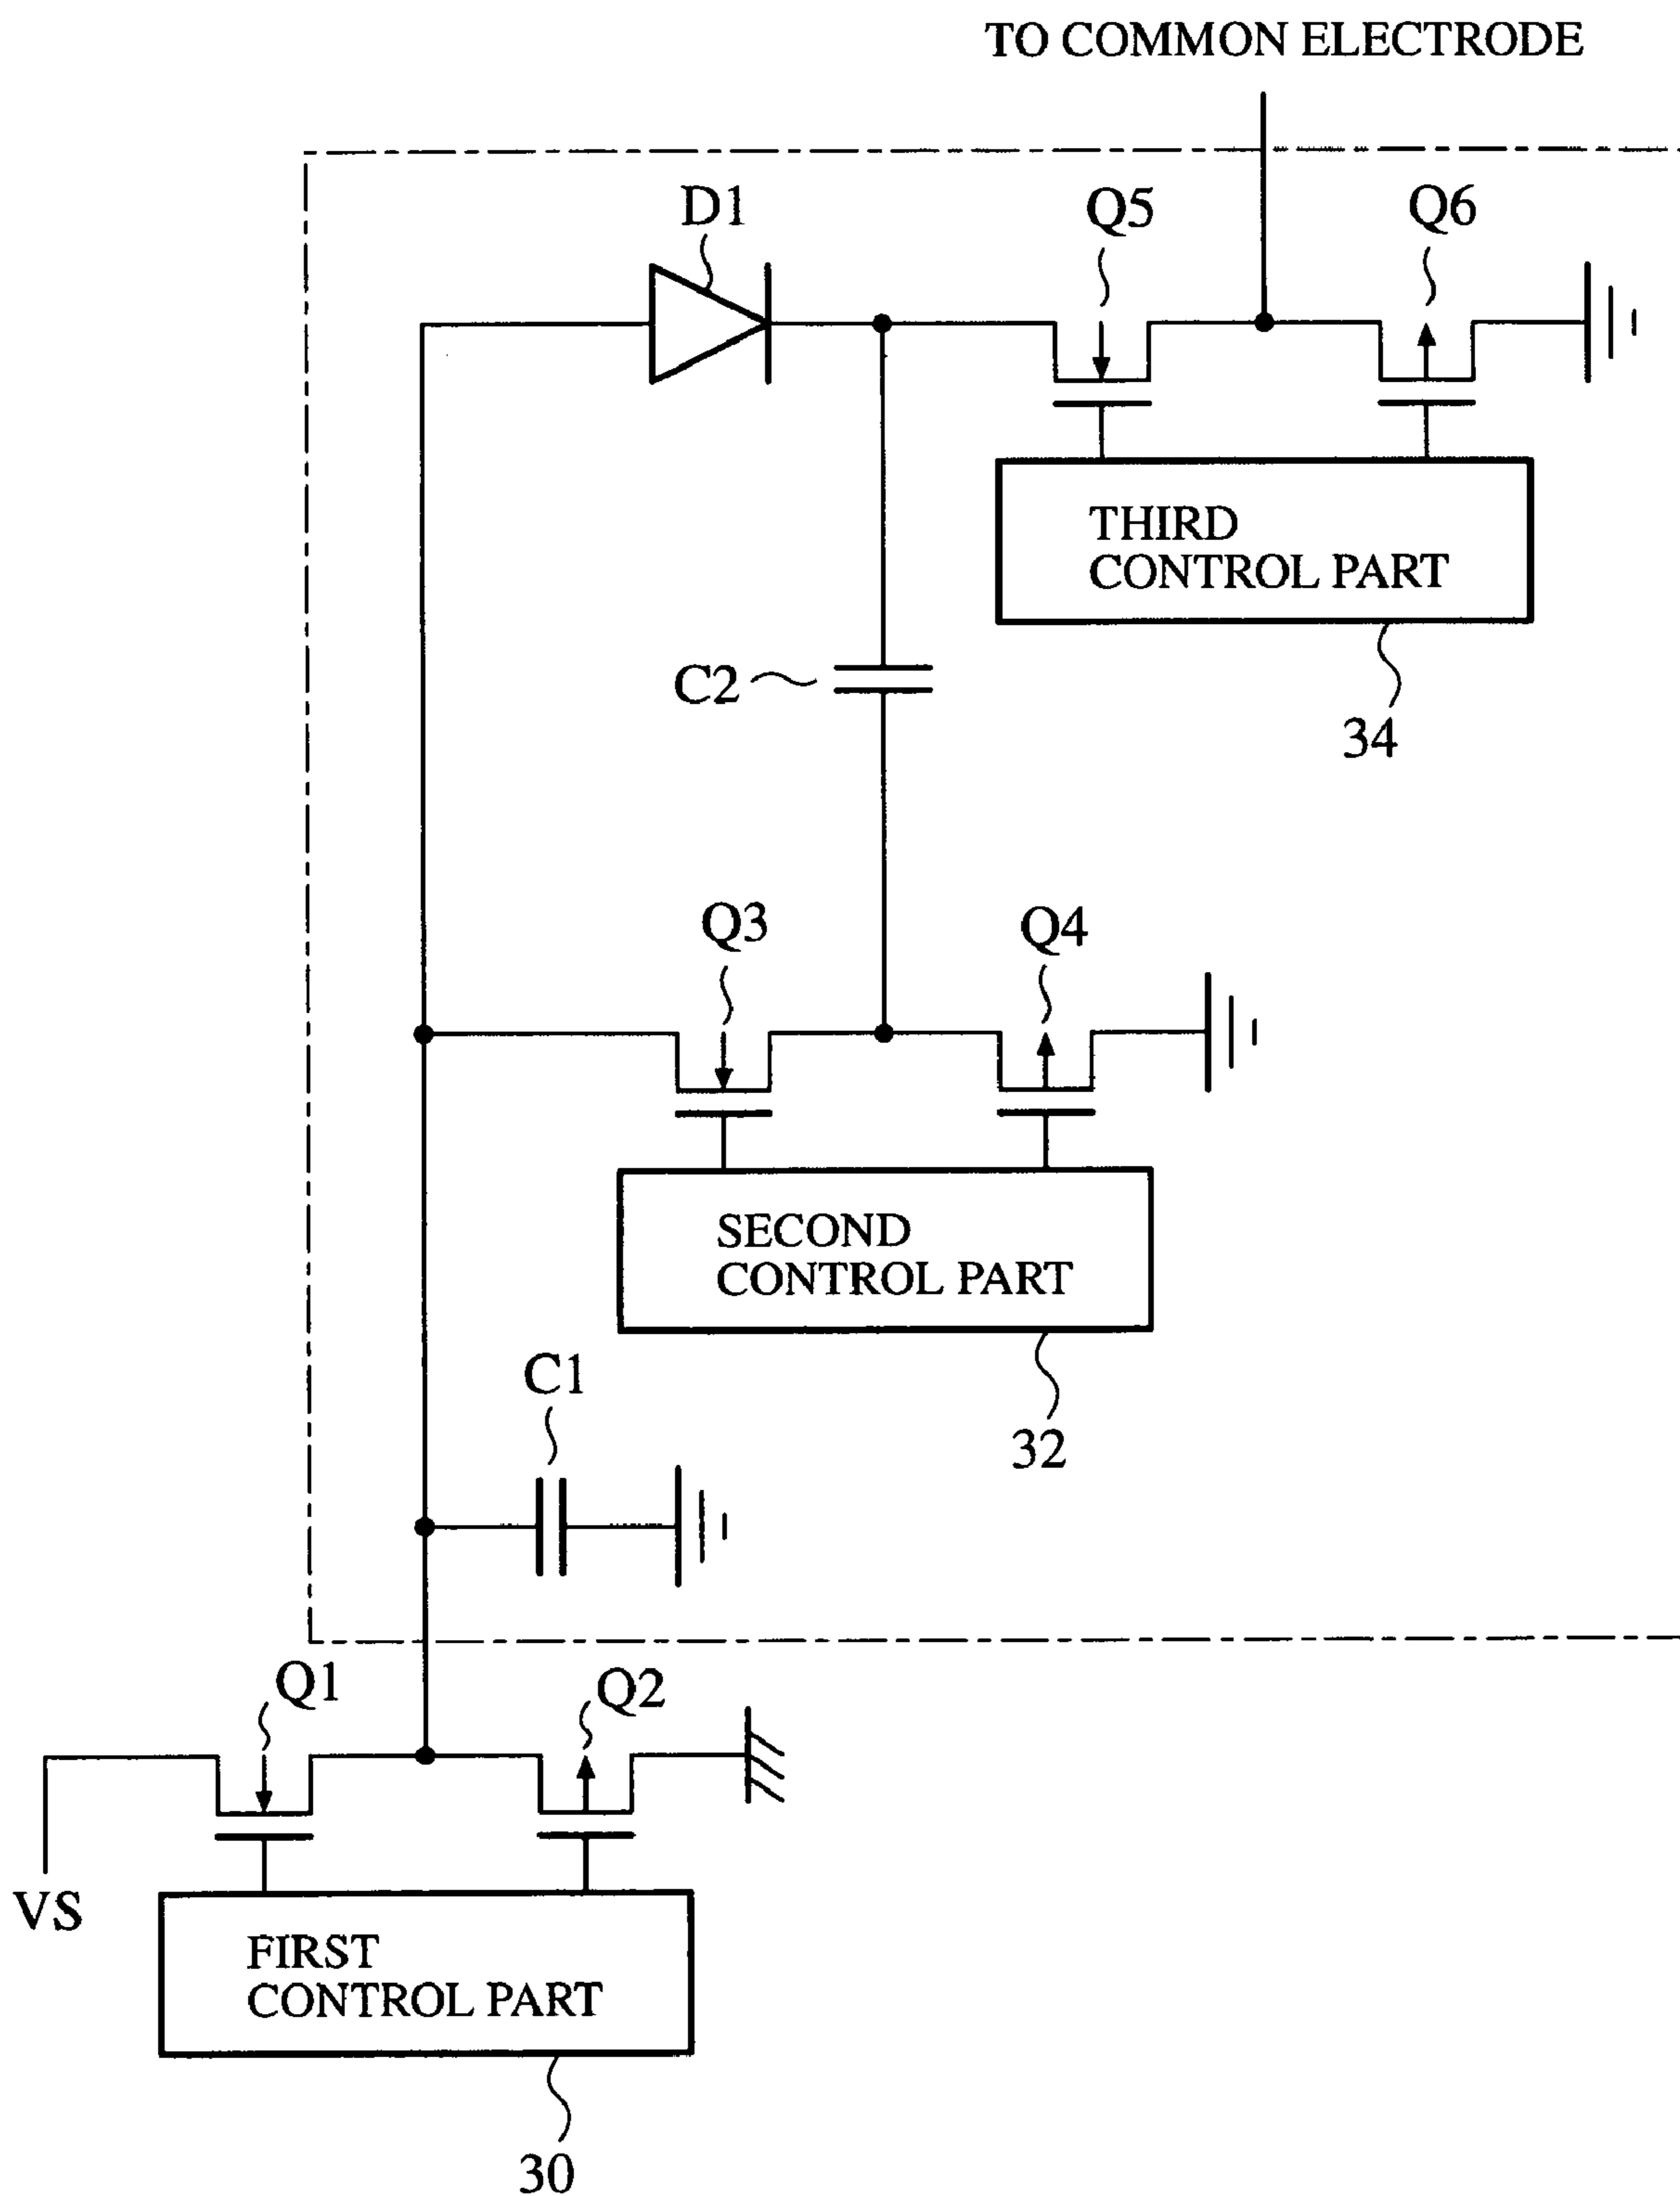 TO COMMON ELECTRODE
D1
Q5
Q6
THIRD
CONTROL PART
C2
34
Q3
Q4
SECOND
CONTROL PART
C1
32
Q1
Q2
VS
FIRST
CONTROL PART
30